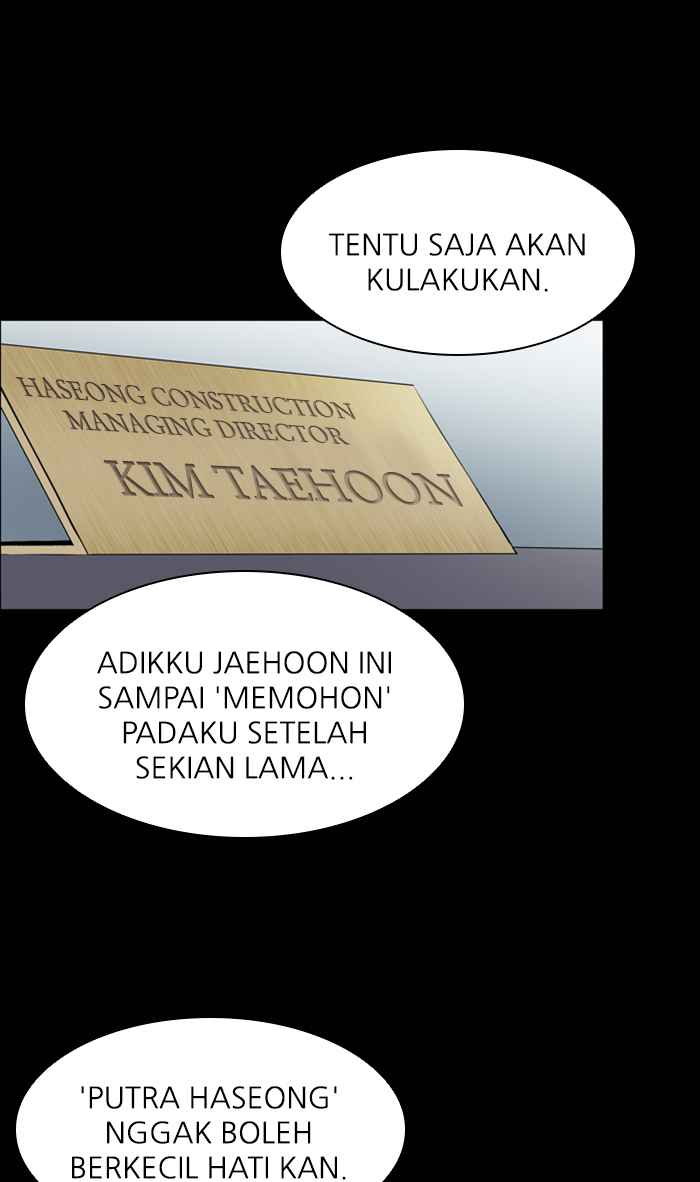 TENTU SAJA AKAN
KULAKUKAN.
HASEONG CONSTRUCTION
MANAGING DIRECTOR
KIM TAEHOON
ADIKKU JAEHOON INI
SAMPAI 'MEMOHON'
PADAKU SETELAH
SEKIAN LAMA...
'PUTRA HASEONG'
NGGAK BOLEH
BERKECIL HATI KAN.